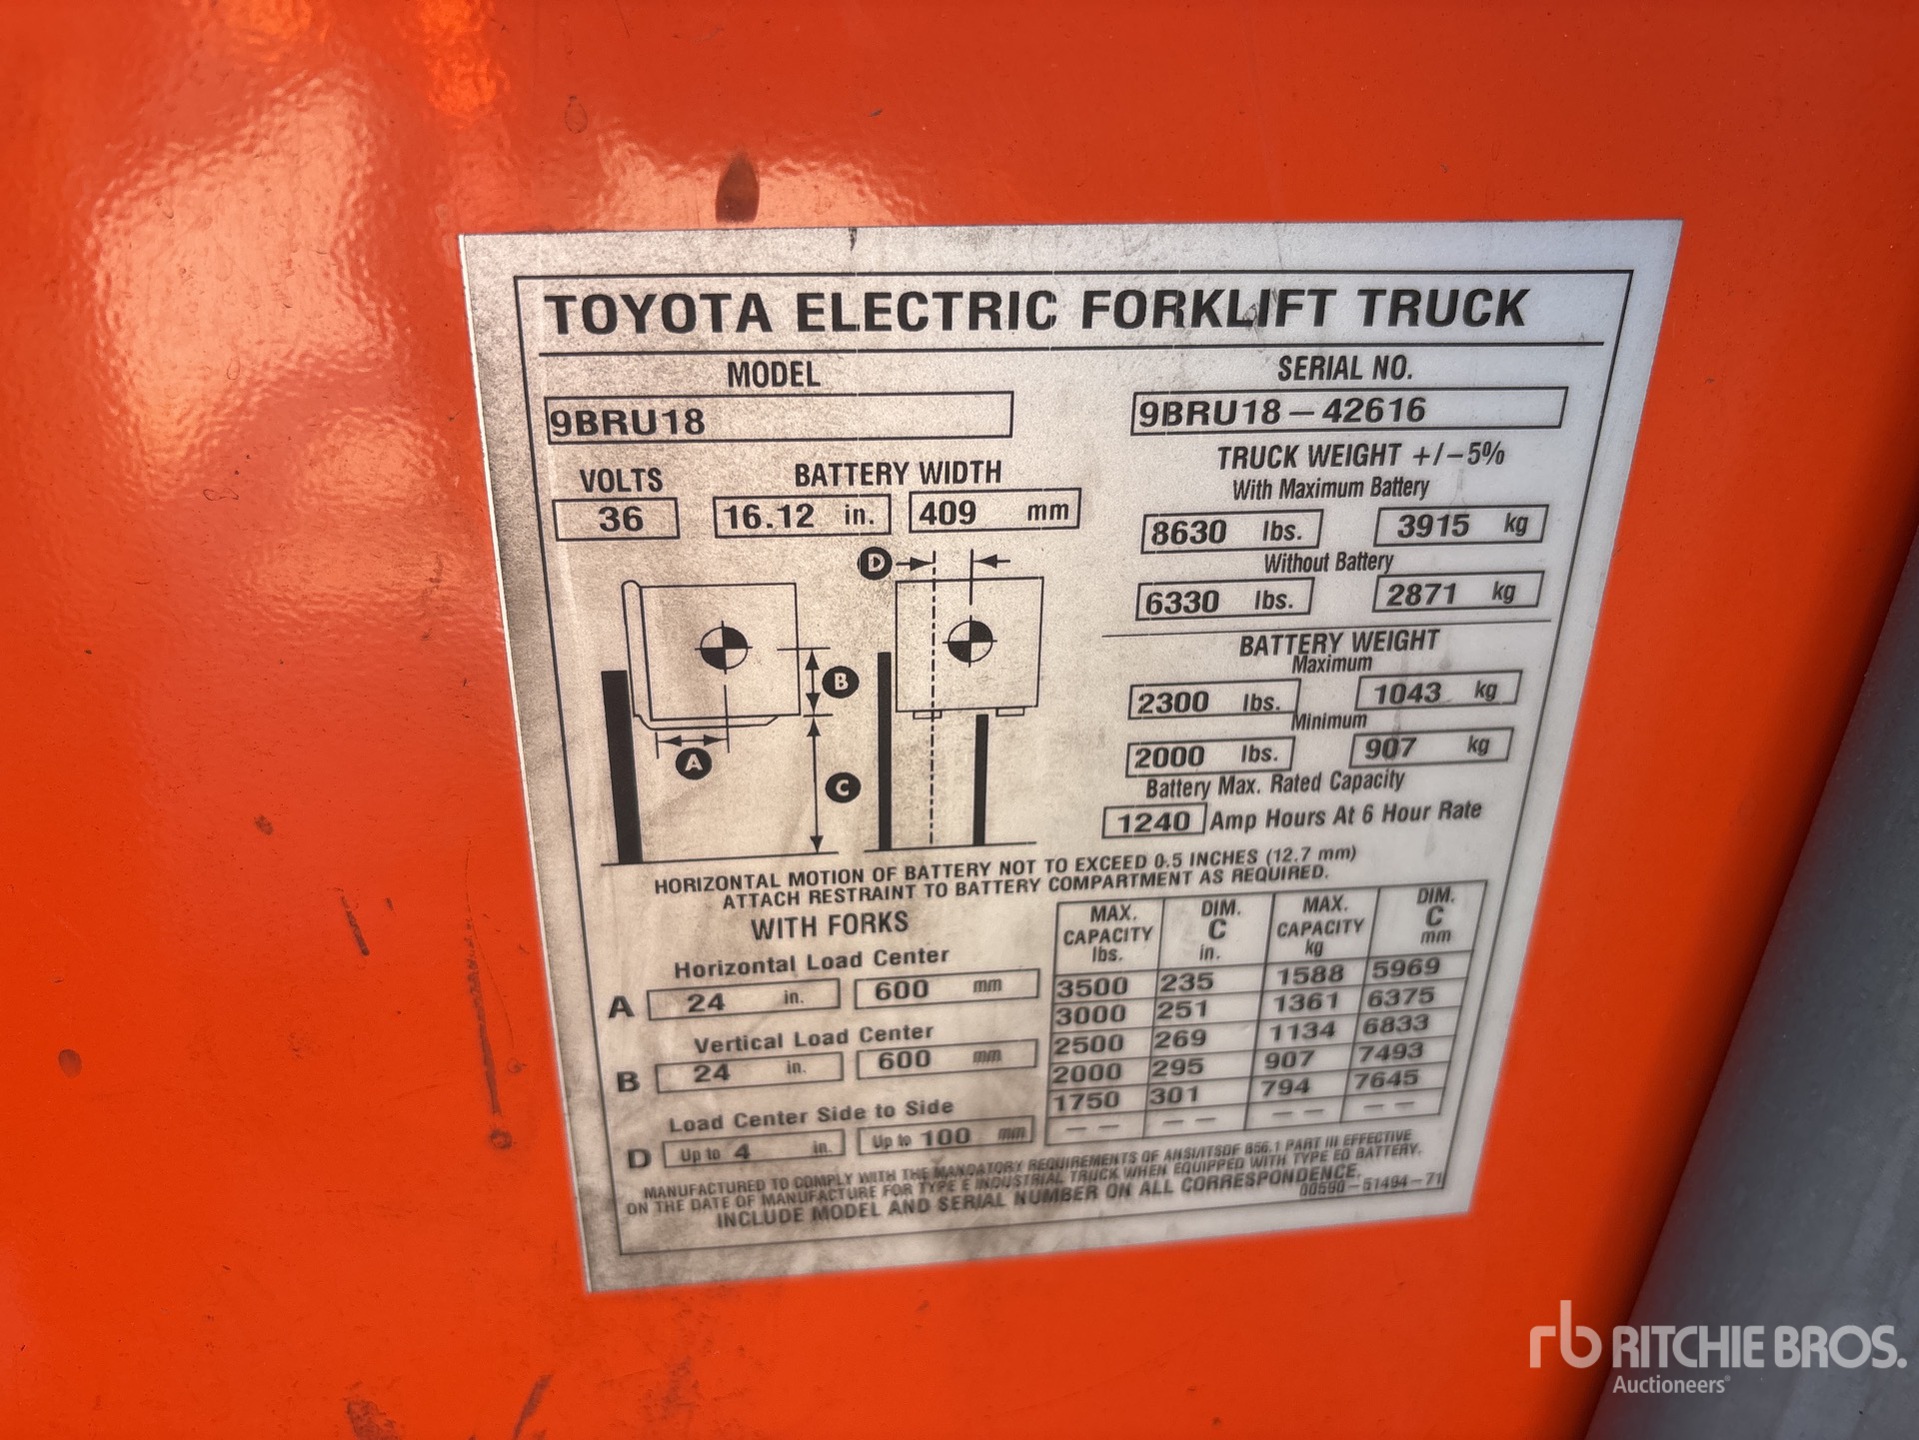 TOYOTA ELECTRIC FORKLIFT TRUCK
MODEL
9BRU18
SERIAL NO.
9BRU18-42616
VOLTS
36
BATTERY WIDTH
16.12 in. 409 mm
TRUCK WEIGHT +/-5%
With Maximum Battery
8630 lbs. 3915 kg
Without Battery
6330 lbs. 2871 kg
BATTERY WEIGHT
Maximum
2300 lbs. 1043 kg
Minimum
2000 lbs. 907 kg
Battery Max. Rated Capacity
1240 Amp Hours At 6 Hour Rate
D
B
A
C
HORIZONTAL MOTION OF BATTERY NOT TO EXCEED 0.5 INCHES (12.7 mm)
ATTACH RESTRAINT TO BATTERY COMPARTMENT AS REQUIRED.
WITH FORKS
Horizontal Load Center
A 24 in. 600 mm
Vertical Load Center
B 24 in. 600 mm
Load Center Side to Side
D Up to 4 in. Up to 100 mm
MAX. CAPACITY lbs. DIM. C in. MAX. CAPACITY kg DIM. C mm
3500 235 1588 5969
3000 251 1361 6375
2500 269 1134 6833
2000 295 907 7493
1750 301 794 7645
-- -- -- --
MANUFACTURED TO COMPLY WITH THE MANDATORY REQUIREMENTS OF ANSI/ITSDF B56.1 PART III EFFECTIVE
ON THE DATE OF MANUFACTURE FOR TYPE E INDUSTRIAL TRUCK WHEN EQUIPPED WITH TYPE EO BATTERY.
INCLUDE MODEL AND SERIAL NUMBER ON ALL CORRESPONDENCE.
00590-51494-71
rb RITCHIE BROS.
Auctioneers®